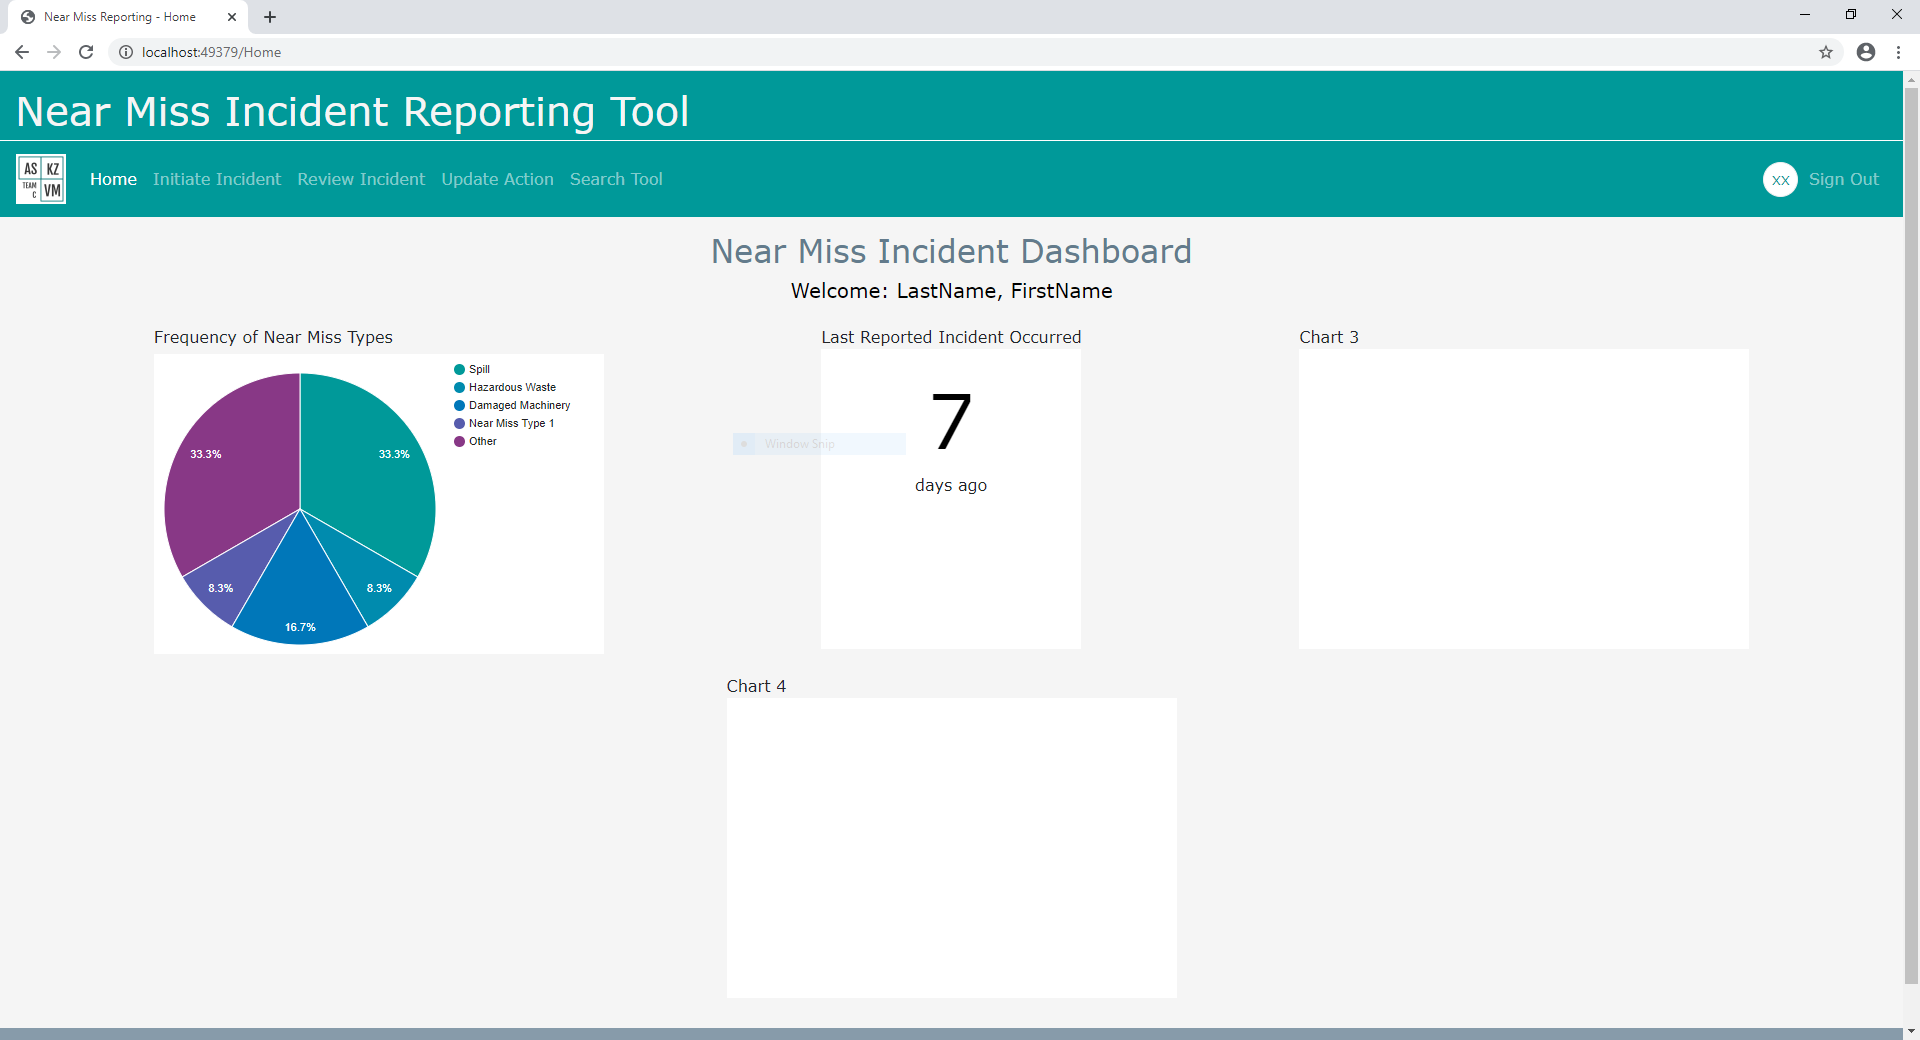 Near Miss Reporting - Home
localhost:49379/Home
Near Miss Incident Reporting Tool
AS KZ
TEAM C VM
Home Initiate Incident Review Incident Update Action Search Tool
XX Sign Out
Near Miss Incident Dashboard
Welcome: LastName, FirstName
Frequency of Near Miss Types
Spill
Hazardous Waste
Damaged Machinery
Near Miss Type 1
Other
33.3%
33.3%
8.3%
8.3%
16.7%
Last Reported Incident Occurred
7
days ago
Window Snip
Chart 3
Chart 4